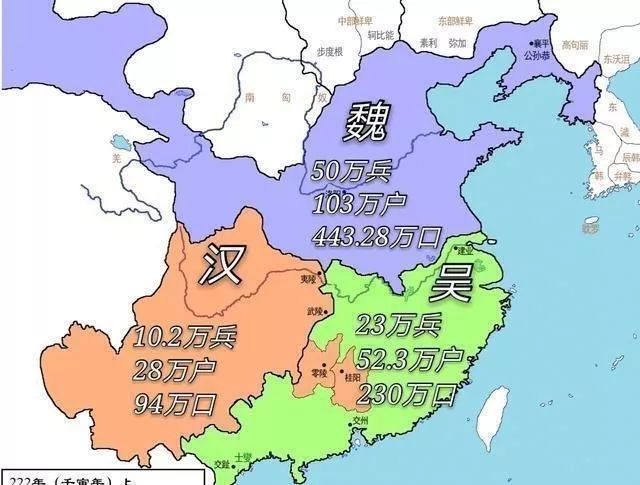 中部鲜卑
东部鲜卑
轲比能
步度根
素利 弥加
襄平
公孙恭
高句丽
东沃沮
南 匈 奴
羌
东
濊
马
韩
辰韩
弁韩
魏
50万兵
103万户
443.28万口
汉
10.2万兵
28万户
94万口
吴
23万兵
52.3万户
230万口
建业
夷陵
武陵
零陵
桂阳
交州
士燮
交趾
222年（壬寅年）上